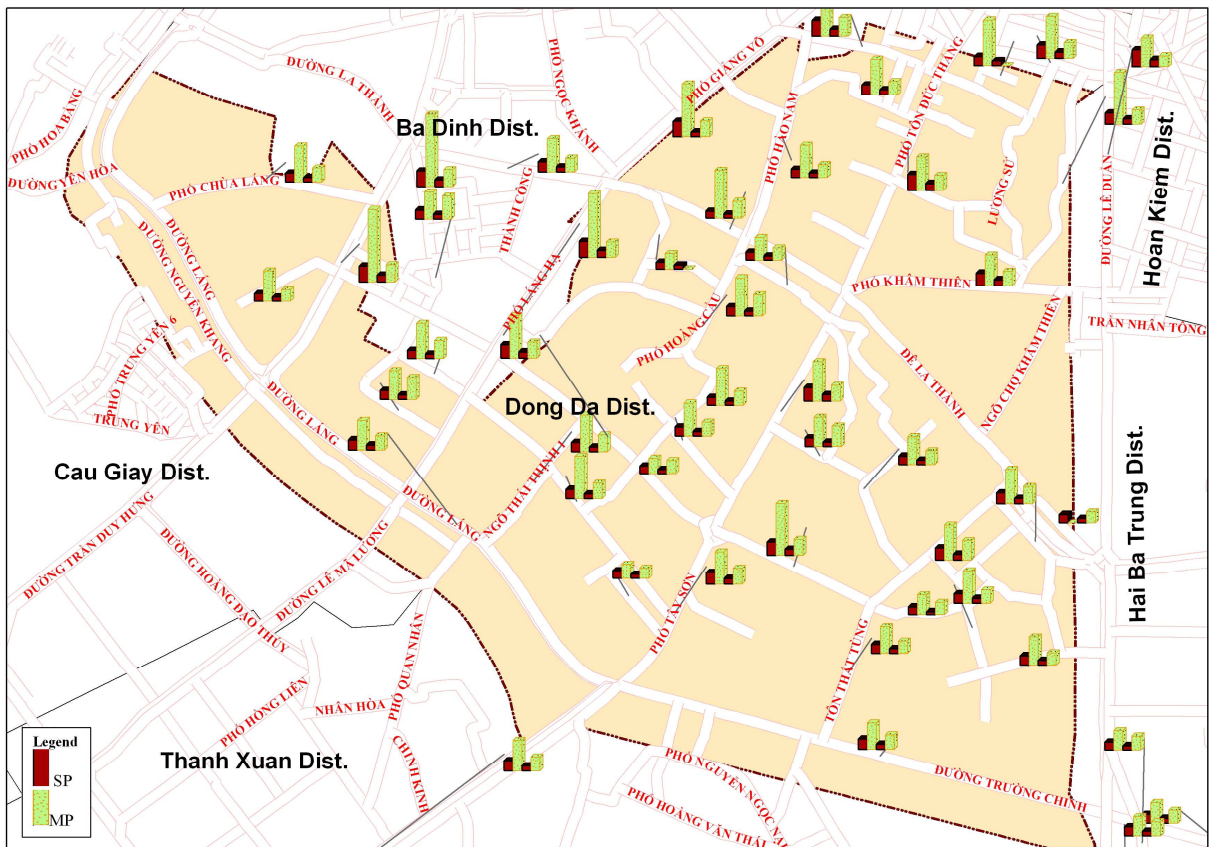 ĐƯỜNG LA THÀNH
PHỐ NGỌC KHÁNH
PHỐ GIẢNG VÕ
PHỐ HÀO NAM
PHỐ TÔN ĐỨC THẮNG
PHỐ HOA BẰNG
Ba Dinh Dist.
ĐƯỜNG YÊN HÒA
PHỐ CHÙA LÁNG
THÀNH CÔNG
LƯƠNG SỬ
ĐƯỜNG LÊ DUẨN
Hoan Kiem Dist.
ĐƯỜNG LÁNG
ĐƯỜNG NGUYỄN KHANG
PHỐ LÁNG HẠ
PHỐ KHÂM THIÊN
TRẦN NHÂN TÔNG
PHỐ TRUNG YÊN 6
PHỐ HOÀNG CẦU
ĐÊ LA THÀNH
NGÕ CHỢ KHÂM THIÊN
TRUNG YÊN
ĐƯỜNG LÁNG
Dong Da Dist.
Cau Giay Dist.
NGÕ THÁI THỊNH 1
ĐƯỜNG LÁNG
Hai Ba Trung Dist.
ĐƯỜNG TRẦN DUY HƯNG
ĐƯỜNG HOÀNG ĐẠO THÚY
ĐƯỜNG LÊ VĂN LƯƠNG
PHỐ TÂY SƠN
TÔN THẤT TÙNG
PHỐ QUAN NHÂN
PHỐ HỒNG LIÊN
NHÂN HÒA
CHÍNH KINH
Thanh Xuan Dist.
PHỐ NGUYỄN NGỌC NẠI
ĐƯỜNG TRƯỜNG CHINH
PHỐ HOÀNG VĂN THÁI
Legend
SP
MP